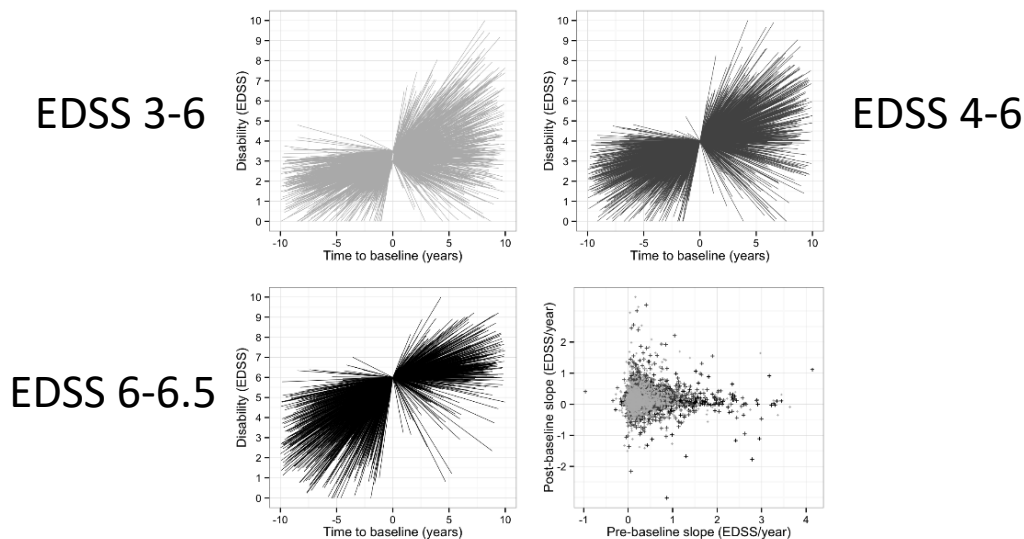 EDSS 3-6
Disability (EDSS)
10
9
8
7
6
5
4
3
2
1
0
-10 -5 0 5 10
Time to baseline (years)
Disability (EDSS)
10
9
8
7
6
5
4
3
2
1
0
-10 -5 0 5 10
Time to baseline (years)
EDSS 4-6
EDSS 6-6.5
Disability (EDSS)
10
9
8
7
6
5
4
3
2
1
0
-10 -5 0 5 10
Time to baseline (years)
Post-baseline slope (EDSS/year)
2
1
0
-1
-2
-1 0 1 2 3 4
Pre-baseline slope (EDSS/year)